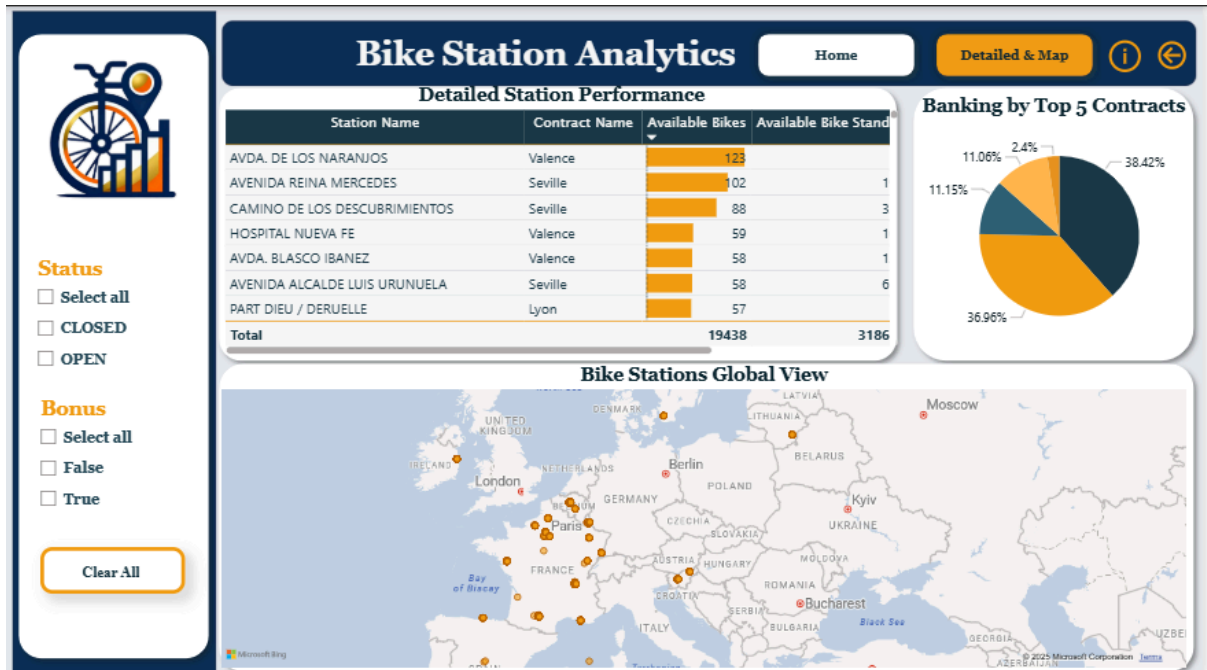 Bike Station Analytics
Home
Detailed & Map
i
Status
Select all
CLOSED
OPEN
Bonus
Select all
False
True
Clear All
Detailed Station Performance
Station Name Contract Name Available Bikes Available Bike Stand
AVDA. DE LOS NARANJOS Valence 123
AVENIDA REINA MERCEDES Seville 102 1
CAMINO DE LOS DESCUBRIMIENTOS Seville 88 3
HOSPITAL NUEVA FE Valence 59 1
AVDA. BLASCO IBANEZ Valence 58 1
AVENIDA ALCALDE LUIS URUNUELA Seville 58 6
PART DIEU / DERUELLE Lyon 57
Total 19438 3186
Banking by Top 5 Contracts
2.4%
11.06%
38.42%
11.15%
36.96%
Bike Stations Global View
LATVIA
Moscow
DENMARK
UNITED
KINGDOM
LITHUANIA
BELARUS
IRELAND
NETHERLANDS
Berlin
London
POLAND
GERMANY
BELGIUM
Kyiv
Paris
CZECHIA
UKRAINE
SLOVAKIA
AUSTRIA
HUNGARY
MOLDOVA
FRANCE
Bay
of Biscay
ROMANIA
CROATIA
Bucharest
SERBIA
ITALY
BULGARIA
Black Sea
GEORGIA
UZBE
AZERBAIJAN
Microsoft Bing
© 2025 Microsoft Corporation Terms